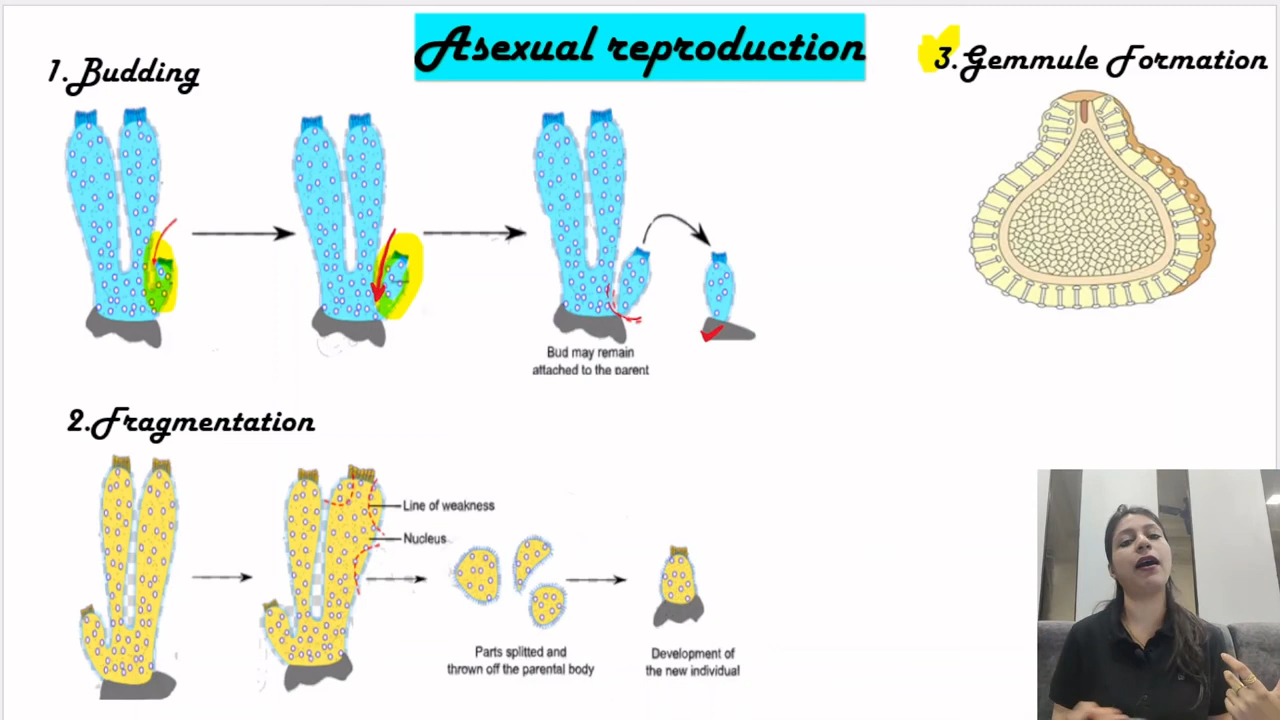 Asexual reproduction
1. Budding
3. Gemmule Formation
Bud may remain
attached to the parent
2. Fragmentation
Line of weakness
Nucleus
Parts splitted and
thrown off the parental body
Development of
the new individual